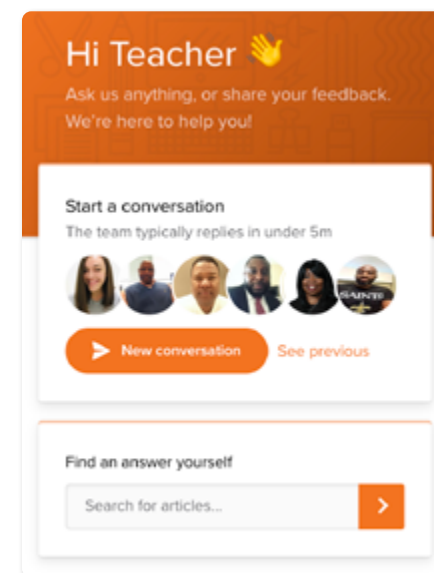 Hi Teacher 👋
Ask us anything, or share your feedback.
We're here to help you!
Start a conversation
The team typically replies in under 5m
SAINTS
New conversation See previous
Find an answer yourself
Search for articles...